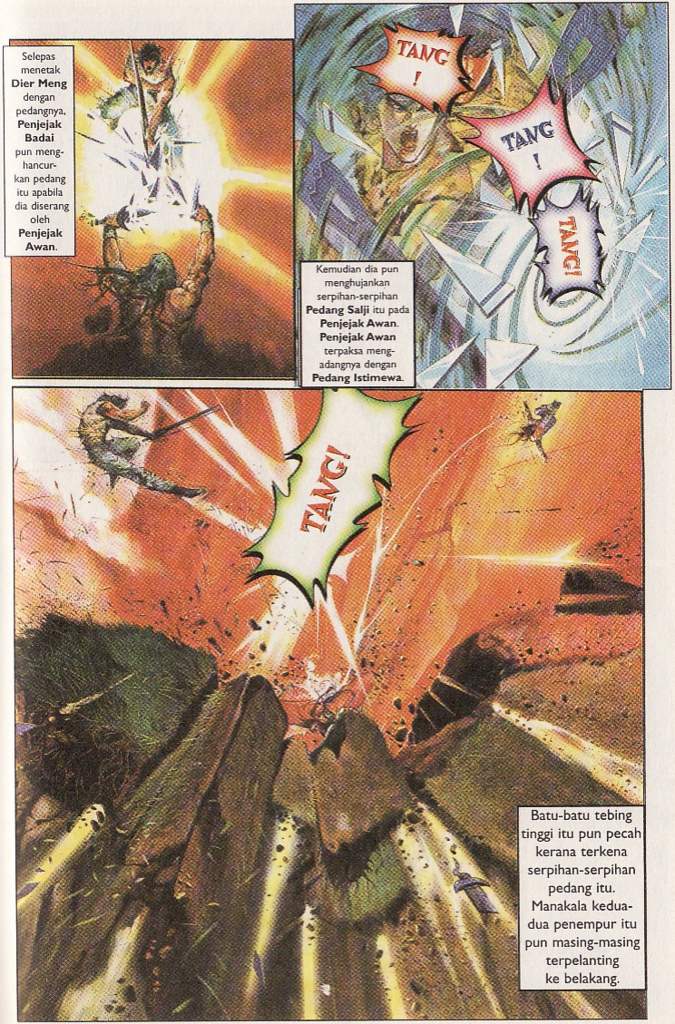 Selepas
menetak
Dier Meng
dengan
pedangnya,
Penjejak
Badai
pun meng-
hancur-
kan pedang
itu apabila
dia diserang
oleh
Penjejak
Awan.
TANG
!
TANG
!
TANG!
Kemudian dia pun
menghujankan
serpihan-serpihan
Pedang Salji itu pada
Penjejak Awan.
Penjejak Awan
terpaksa meng-
adangnya dengan
Pedang Istimewa.
TANG!
Batu-batu tebing
tinggi itu pun pecah
kerana terkena
serpihan-serpihan
pedang itu.
Manakala kedua-
dua penempur itu
pun masing-masing
terpelanting
ke belakang.